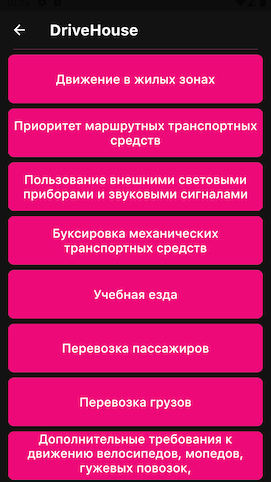 DriveHouse
Движение в жилых зонах
Приоритет маршрутных транспортных
средств
Пользование внешними световыми
приборами и звуковыми сигналами
Буксировка механических
транспортных средств
Учебная езда
Перевозка пассажиров
Перевозка грузов
Дополнительные требования к
движению велосипедов, мопедов,
гужевых повозок,